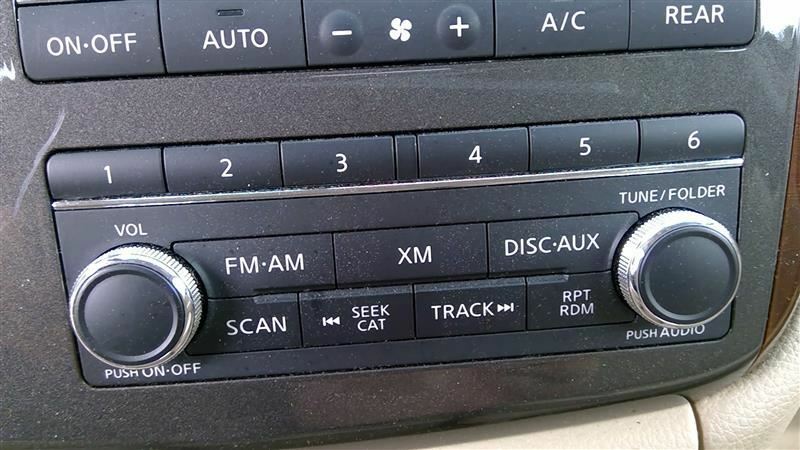 ON·OFF AUTO − + A/C REAR
1 2 3 4 5 6
VOL TUNE/FOLDER
FM·AM XM DISC·AUX
SCAN SEEK CAT TRACK RPT RDM
PUSH ON·OFF PUSH AUDIO